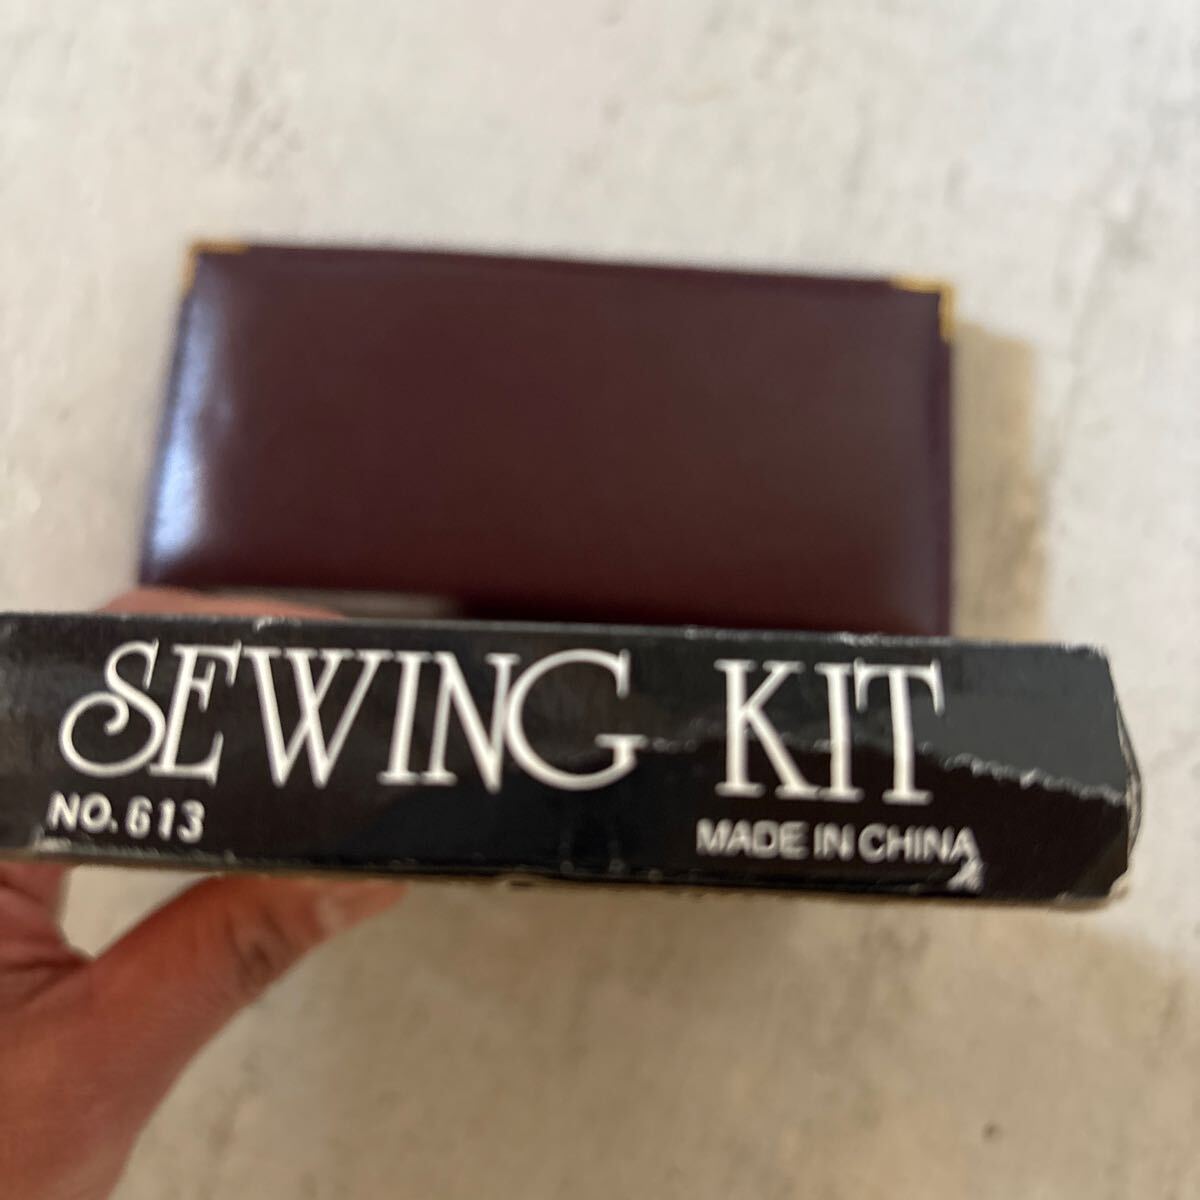 SEWING KIT
NO. 613
MADE IN CHINA